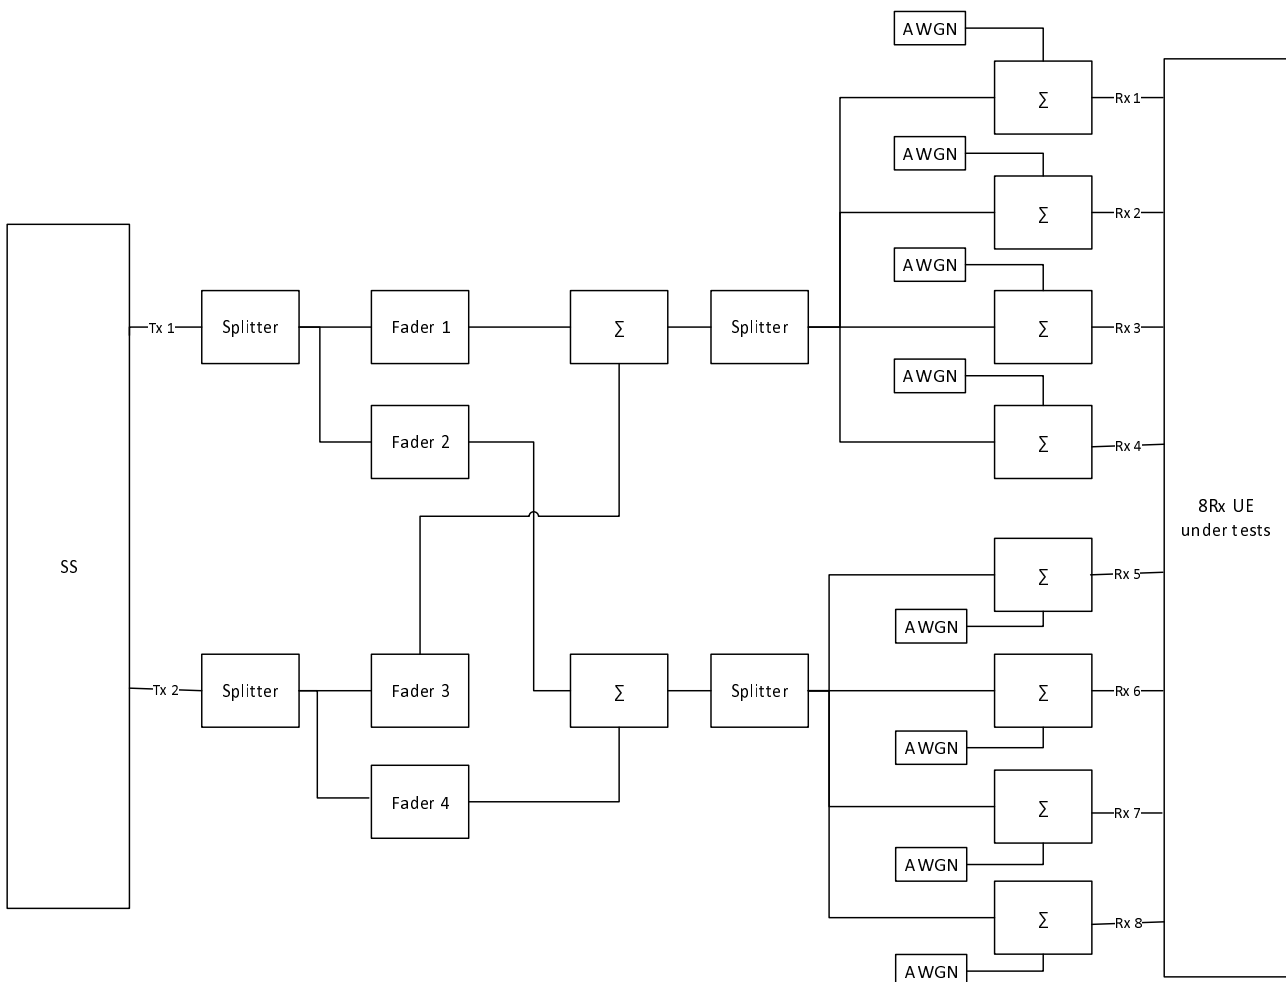 AWGN
Σ
Rx 1
AWGN
Σ
Rx 2
AWGN
Tx 1
Splitter
Fader 1
Σ
Splitter
Σ
Rx 3
AWGN
Fader 2
Σ
Rx 4
8Rx UE
under tests
SS
Σ
Rx 5
AWGN
Tx 2
Splitter
Fader 3
Σ
Splitter
Σ
Rx 6
AWGN
Fader 4
Σ
Rx 7
AWGN
Σ
Rx 8
AWGN